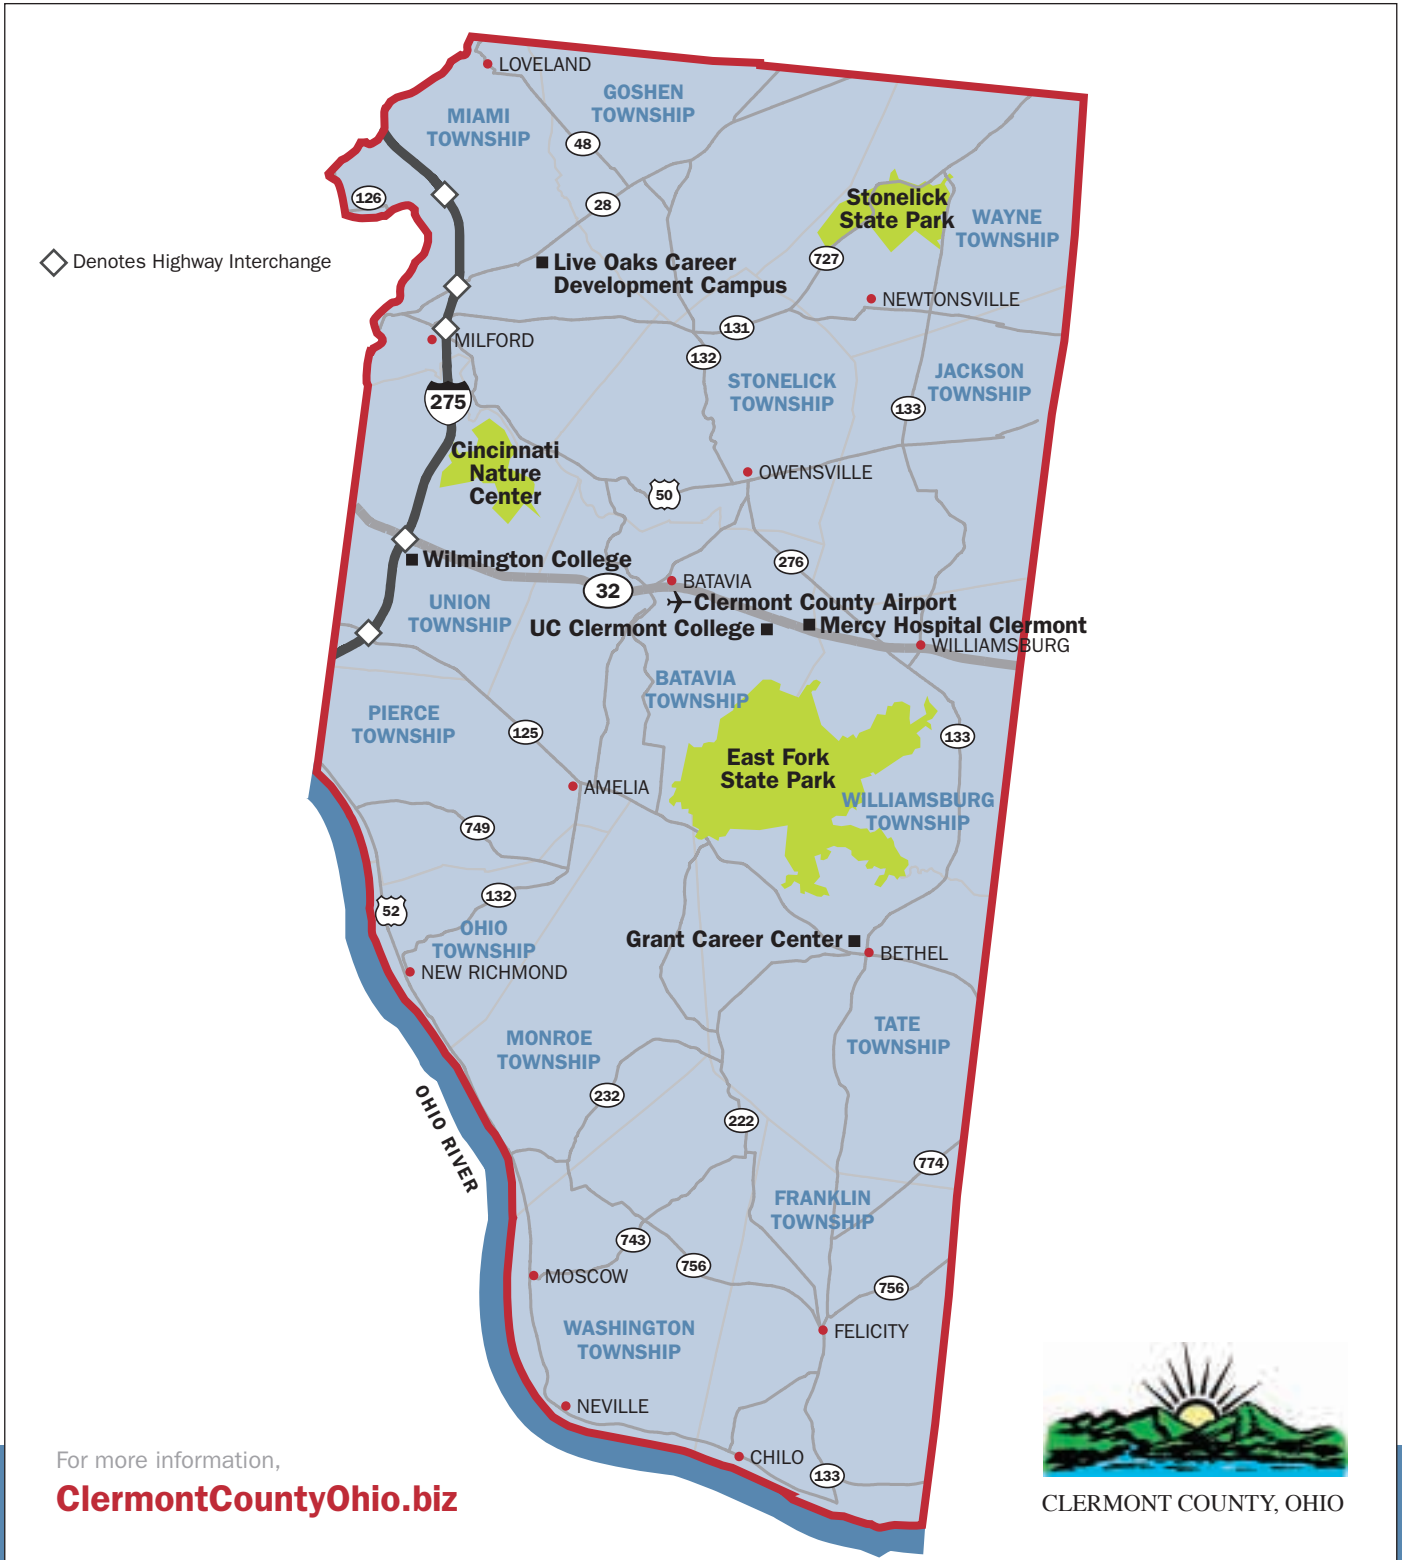 LOVELAND
GOSHEN
TOWNSHIP
MIAMI
TOWNSHIP
48
126
28
Stonelick
State Park
WAYNE
TOWNSHIP
727
Denotes Highway Interchange
Live Oaks Career
Development Campus
NEWTONSVILLE
131
MILFORD
132
STONELICK
TOWNSHIP
JACKSON
TOWNSHIP
275
133
Cincinnati
Nature
Center
OWENSVILLE
50
Wilmington College
276
32
BATAVIA
Clermont County Airport
UNION
TOWNSHIP
UC Clermont College
Mercy Hospital Clermont
WILLIAMSBURG
BATAVIA
TOWNSHIP
PIERCE
TOWNSHIP
125
133
East Fork
State Park
AMELIA
WILLIAMSBURG
TOWNSHIP
749
132
52
OHIO
TOWNSHIP
Grant Career Center
BETHEL
NEW RICHMOND
TATE
TOWNSHIP
MONROE
TOWNSHIP
232
222
OHIO RIVER
774
FRANKLIN
TOWNSHIP
743
756
MOSCOW
756
WASHINGTON
TOWNSHIP
FELICITY
NEVILLE
CHILO
133
For more information,
ClermontCountyOhio.biz
CLERMONT COUNTY, OHIO